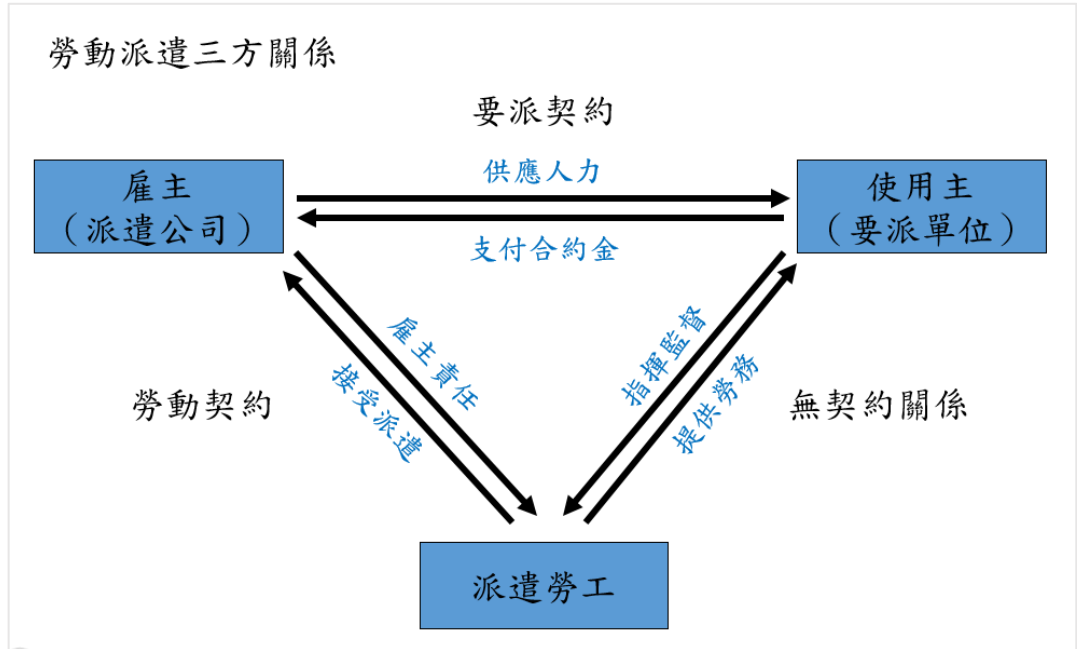 勞動派遣三方關係
要派契約
供應人力
雇主
（派遣公司）
使用主
（要派單位）
支付合約金
雇主責任
接受派遣
指揮監督
提供勞務
勞動契約
無契約關係
派遣勞工